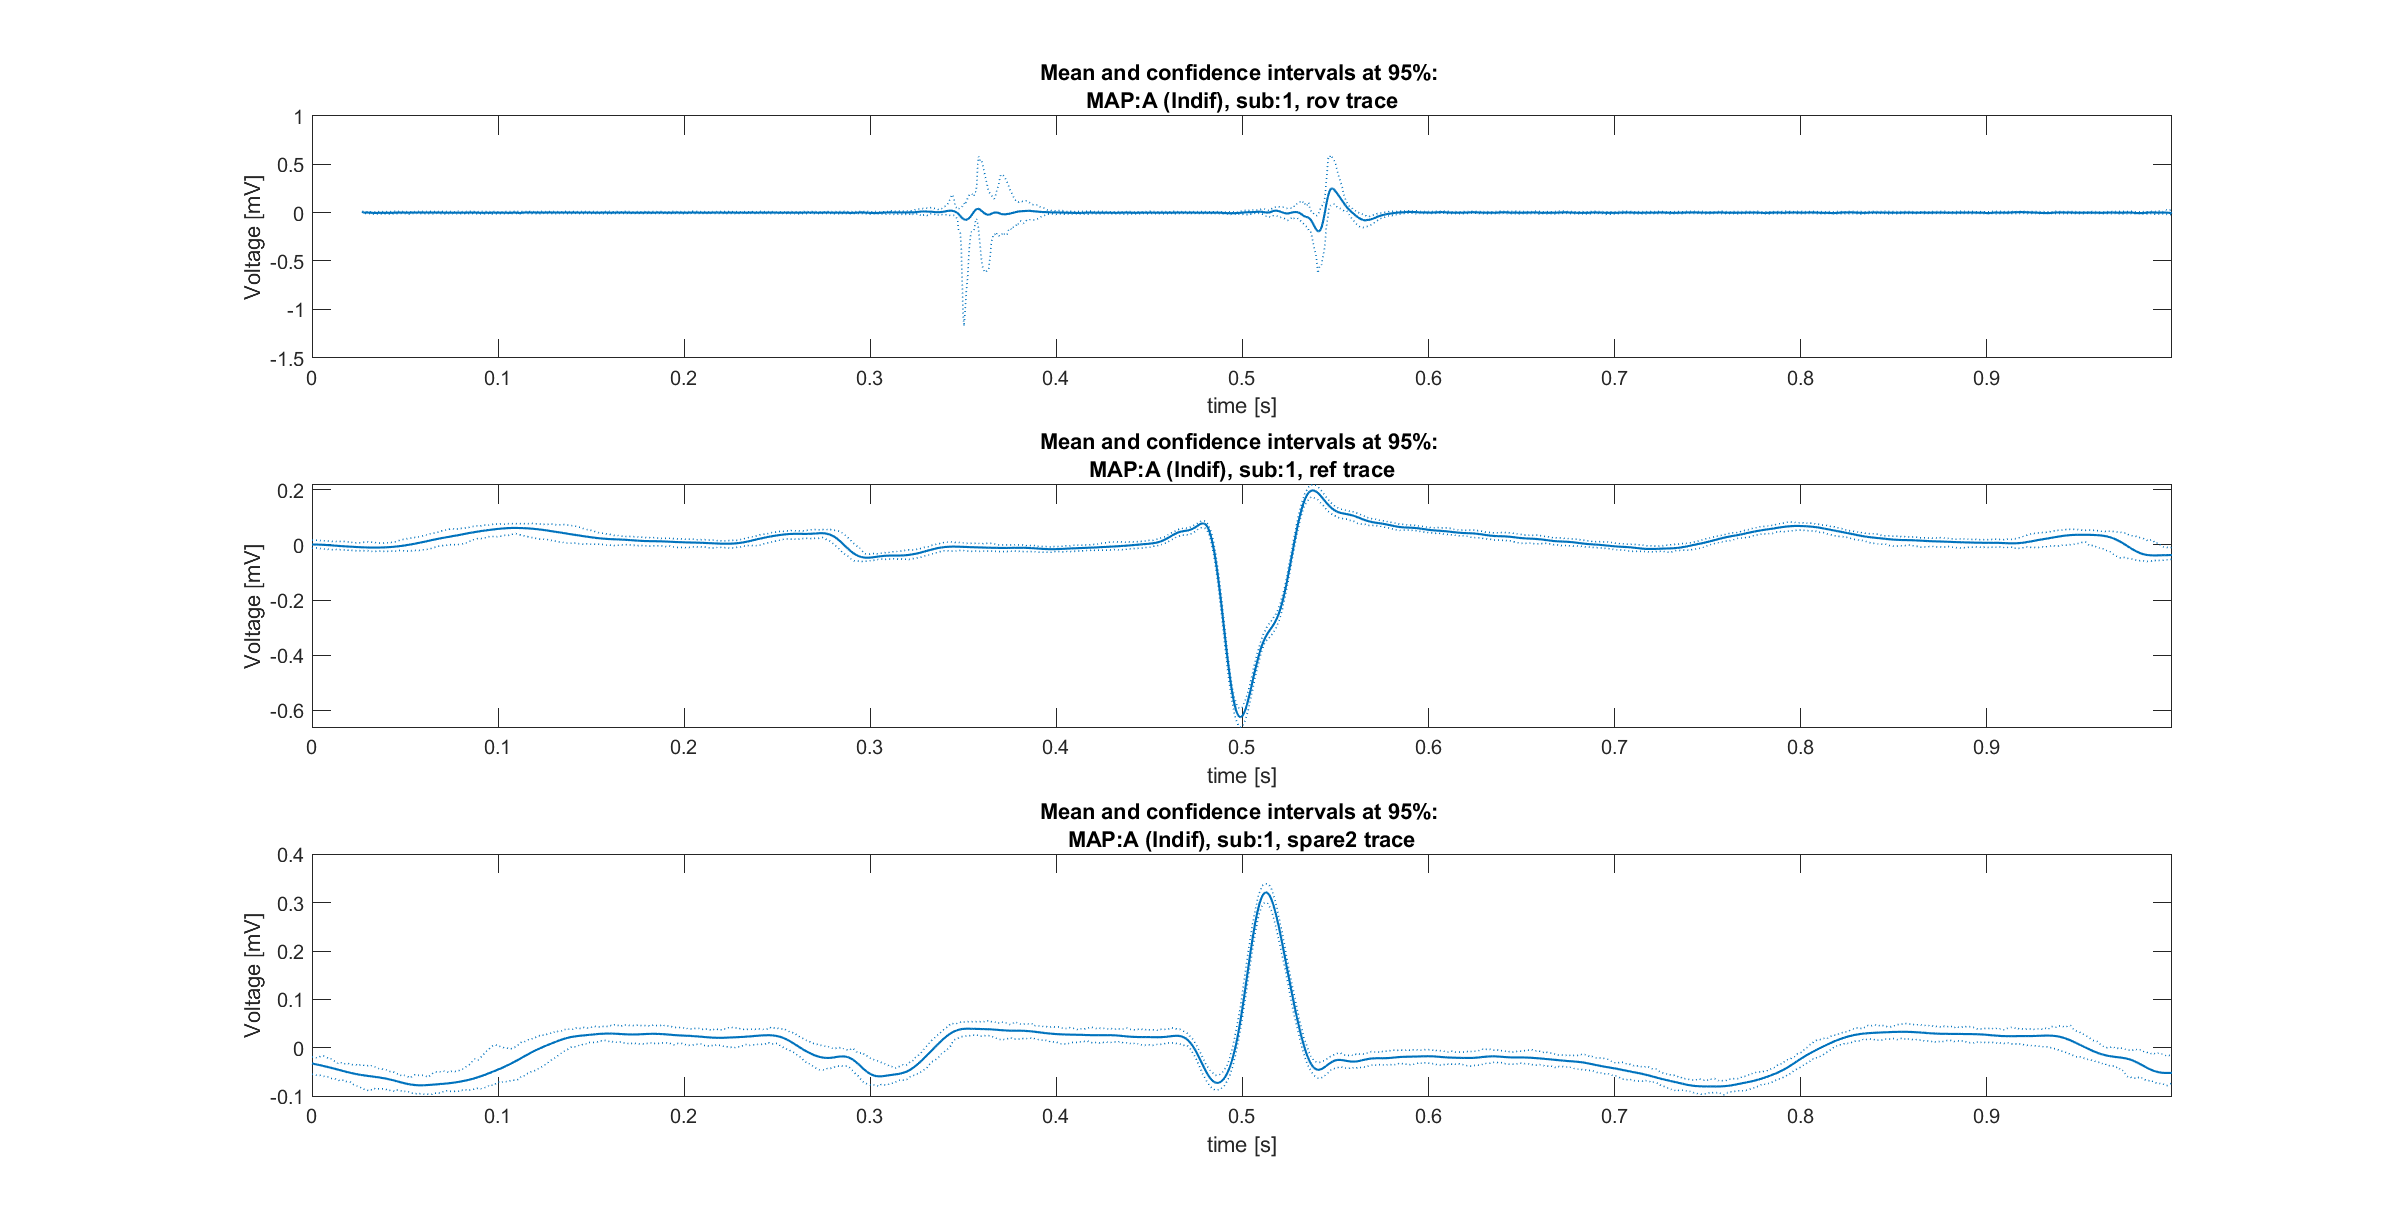 Mean and confidence intervals at 95%:
MAP:A (Indif), sub:1, rov trace
1
0.5
0
-0.5
-1
-1.5
Voltage [mV]
0 0.1 0.2 0.3 0.4 0.5 0.6 0.7 0.8 0.9
time [s]
Mean and confidence intervals at 95%:
MAP:A (Indif), sub:1, ref trace
0.2
0
-0.2
-0.4
-0.6
Voltage [mV]
0 0.1 0.2 0.3 0.4 0.5 0.6 0.7 0.8 0.9
time [s]
Mean and confidence intervals at 95%:
MAP:A (Indif), sub:1, spare2 trace
0.4
0.3
0.2
0.1
0
-0.1
Voltage [mV]
0 0.1 0.2 0.3 0.4 0.5 0.6 0.7 0.8 0.9
time [s]